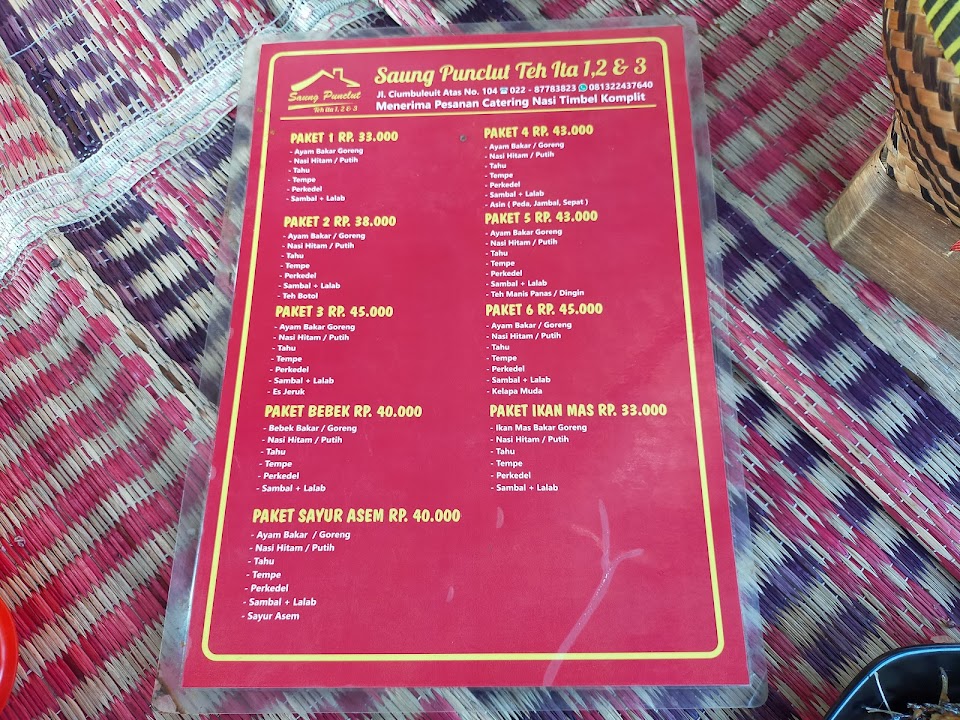 Saung Punclut
Teh Ita 1, 2 & 3
Saung Punclut Teh Ita 1,2 & 3
Jl. Ciumbuleuit Atas No. 104 ☎ 022 - 87783823 081322437640
Menerima Pesanan Catering Nasi Timbel Komplit
PAKET 1 RP. 33.000
- Ayam Bakar Goreng
- Nasi Hitam / Putih
- Tahu
- Tempe
- Perkedel
- Sambal + Lalab
PAKET 2 RP. 38.000
- Ayam Bakar / Goreng
- Nasi Hitam / Putih
- Tahu
- Tempe
- Perkedel
- Sambal + Lalab
- Teh Botol
PAKET 3 RP. 45.000
- Ayam Bakar Goreng
- Nasi Hitam / Putih
- Tahu
- Tempe
- Perkedel
- Sambal + Lalab
- Es Jeruk
PAKET BEBEK RP. 40.000
- Bebek Bakar / Goreng
- Nasi Hitam / Putih
- Tahu
- Tempe
- Perkedel
- Sambal + Lalab
PAKET SAYUR ASEM RP. 40.000
- Ayam Bakar / Goreng
- Nasi Hitam / Putih
- Tahu
- Tempe
- Perkedel
- Sambal + Lalab
- Sayur Asem
PAKET 4 RP. 43.000
- Ayam Bakar / Goreng
- Nasi Hitam / Putih
- Tahu
- Tempe
- Perkedel
- Sambal + Lalab
- Asin ( Peda, Jambal, Sepat )
PAKET 5 RP. 43.000
- Ayam Bakar Goreng
- Nasi Hitam / Putih
- Tahu
- Tempe
- Perkedel
- Sambal + Lalab
- Teh Manis Panas / Dingin
PAKET 6 RP. 45.000
- Ayam Bakar / Goreng
- Nasi Hitam / Putih
- Tahu
- Tempe
- Perkedel
- Sambal + Lalab
- Kelapa Muda
PAKET IKAN MAS RP. 33.000
- Ikan Mas Bakar Goreng
- Nasi Hitam / Putih
- Tahu
- Tempe
- Perkedel
- Sambal + Lalab